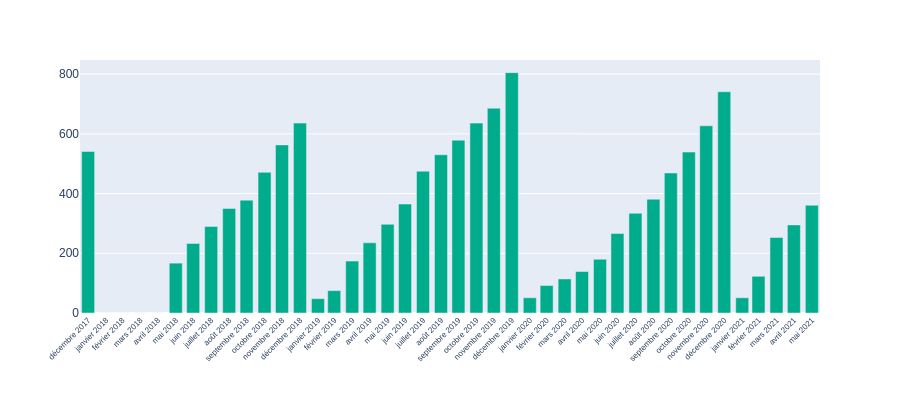 800
600
400
200
0
décembre 2017
janvier 2018
février 2018
mars 2018
avril 2018
mai 2018
juin 2018
juillet 2018
août 2018
septembre 2018
octobre 2018
novembre 2018
décembre 2018
janvier 2019
février 2019
mars 2019
avril 2019
mai 2019
juin 2019
juillet 2019
août 2019
septembre 2019
octobre 2019
novembre 2019
décembre 2019
janvier 2020
février 2020
mars 2020
avril 2020
mai 2020
juin 2020
juillet 2020
août 2020
septembre 2020
octobre 2020
novembre 2020
décembre 2020
janvier 2021
février 2021
mars 2021
avril 2021
mai 2021